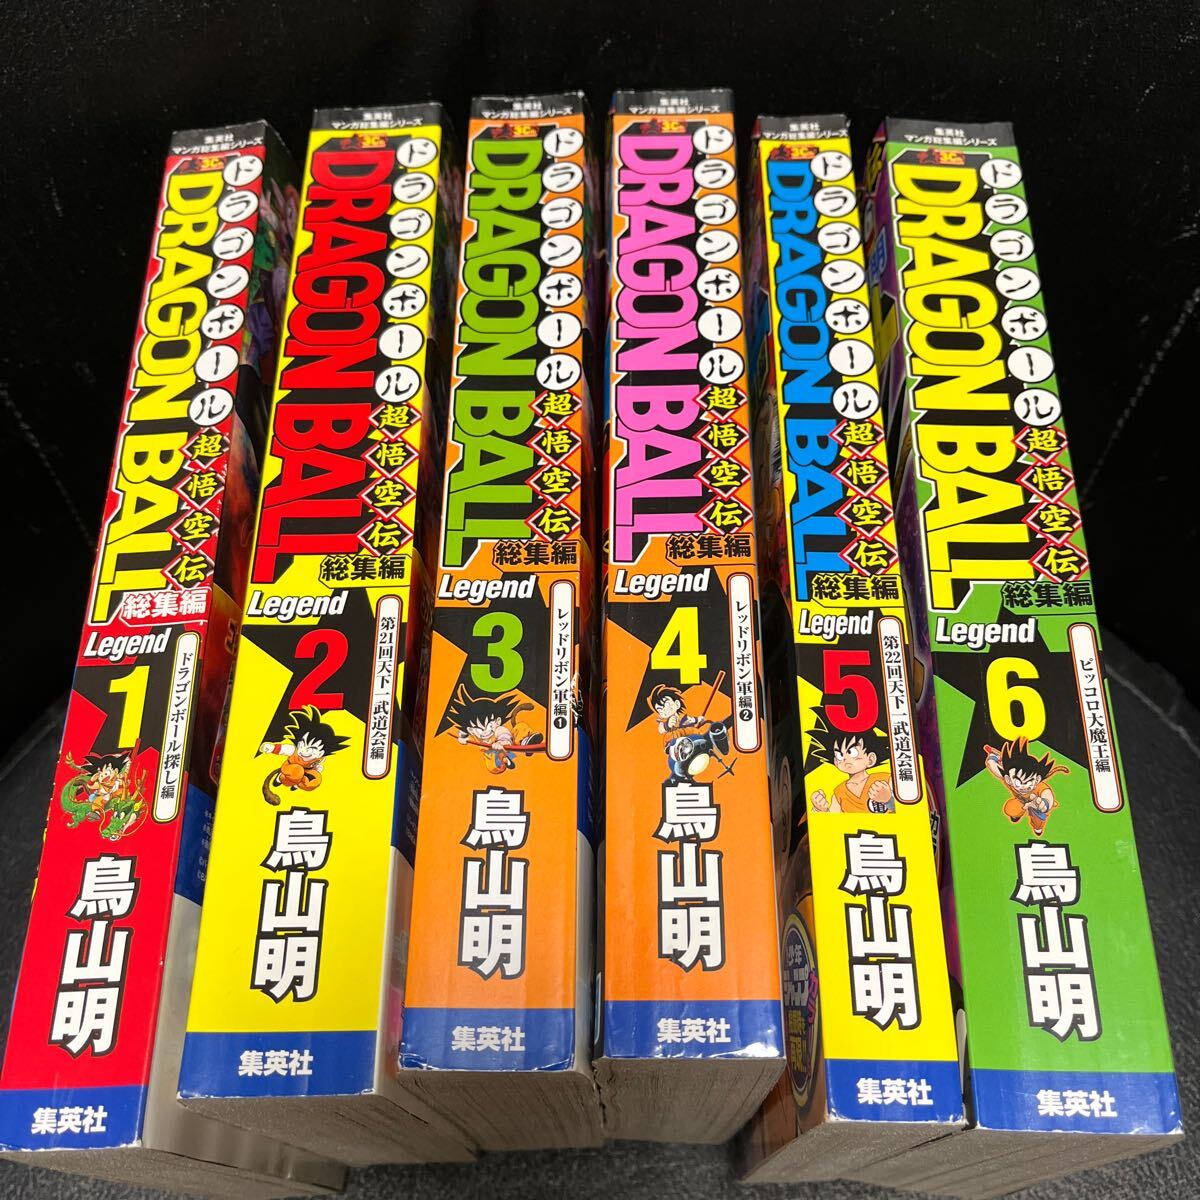 集英社
マンガ総集編シリーズ
ドラゴンボール
DRAGON BALL
超悟空伝
総集編
Legend
1
ドラゴンボール探し編
鳥山明
集英社
集英社
マンガ総集編シリーズ
ドラゴンボール
DRAGON BALL
超悟空伝
総集編
Legend
2
第21回天下一武道会編
鳥山明
集英社
集英社
マンガ総集編シリーズ
ドラゴンボール
DRAGON BALL
超悟空伝
総集編
Legend
3
レッドリボン軍編1
鳥山明
集英社
集英社
マンガ総集編シリーズ
ドラゴンボール
DRAGON BALL
超悟空伝
総集編
Legend
4
レッドリボン軍編2
鳥山明
集英社
集英社
マンガ総集編シリーズ
ドラゴンボール
DRAGON BALL
超悟空伝
総集編
Legend
5
第22回天下一武道会編
鳥山明
集英社
集英社
マンガ総集編シリーズ
ドラゴンボール
DRAGON BALL
超悟空伝
総集編
Legend
6
ピッコロ大魔王編
鳥山明
集英社